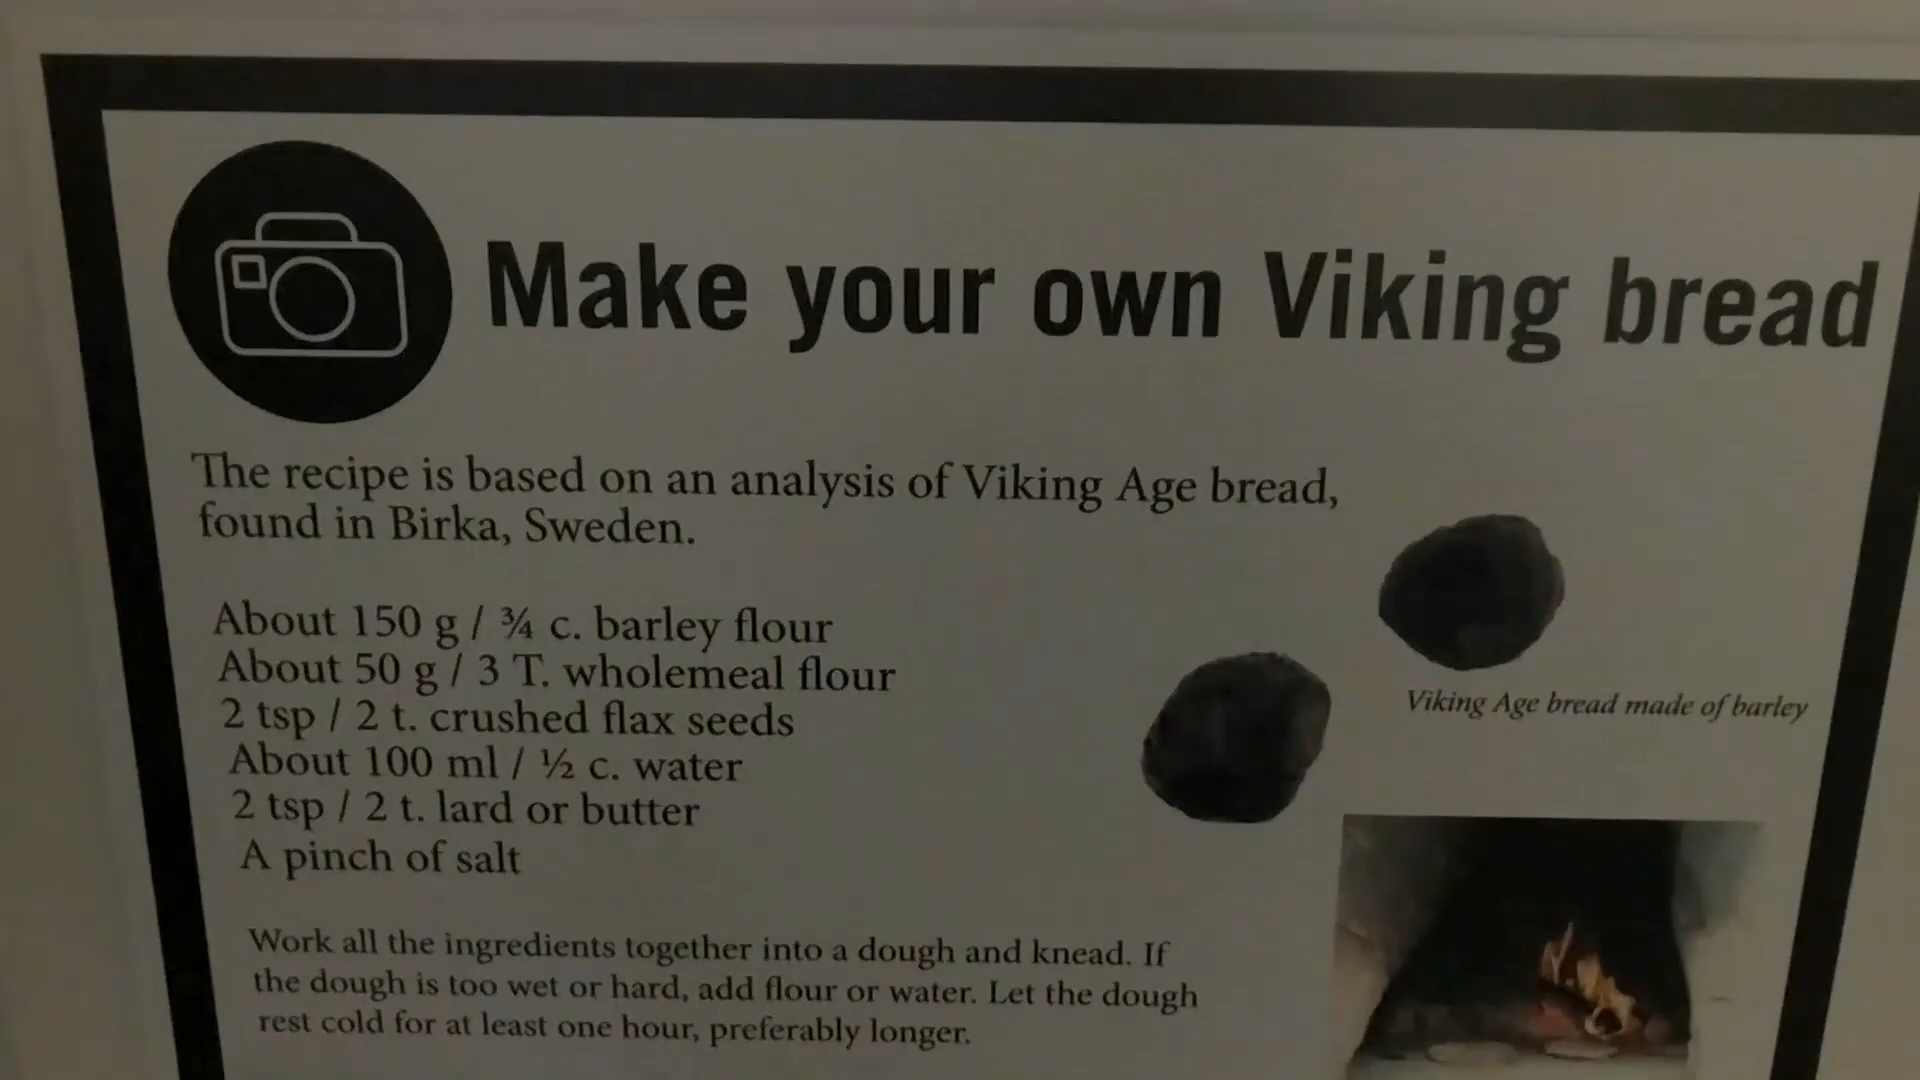 Make your own Viking bread
The recipe is based on an analysis of Viking Age bread,
found in Birka, Sweden.
About 150 g / ¾ c. barley flour
About 50 g / 3 T. wholemeal flour
2 tsp / 2 t. crushed flax seeds
About 100 ml / ½ c. water
2 tsp / 2 t. lard or butter
A pinch of salt
Viking Age bread made of barley
Work all the ingredients together into a dough and knead. If
the dough is too wet or hard, add flour or water. Let the dough
rest cold for at least one hour, preferably longer.